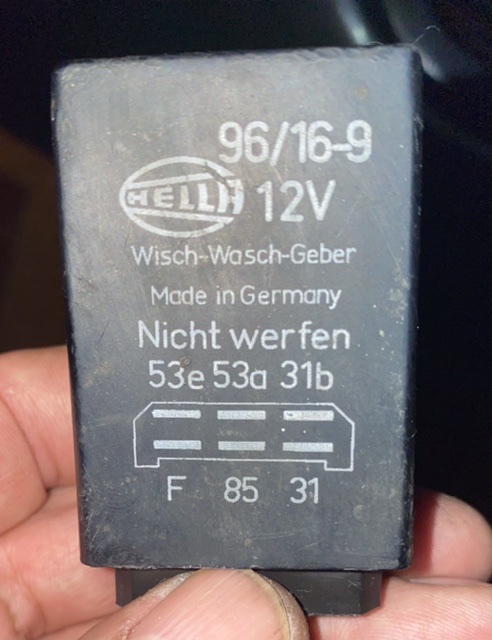 96/16-9
HELLA 12V
Wisch-Wasch-Geber
Made in Germany
Nicht werfen
53e 53a 31b
F 85 31